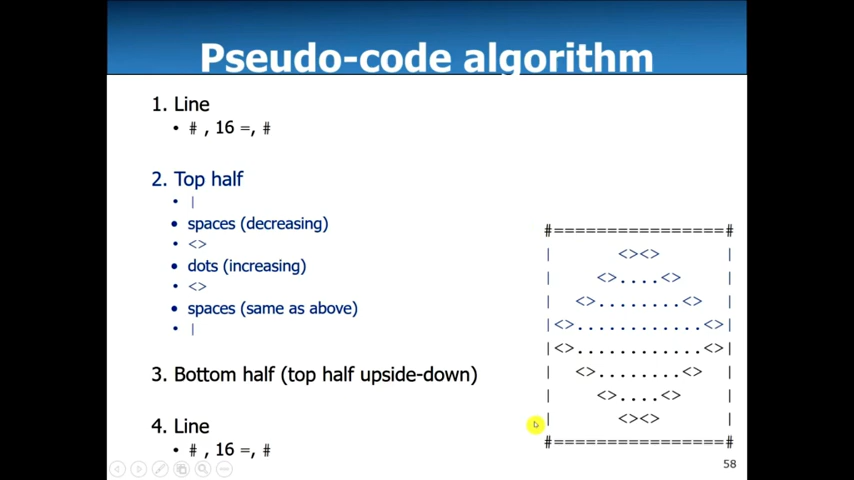 Pseudo-code algorithm
1. Line
• # , 16 =, #
2. Top half
• |
• spaces (decreasing)
• <>
• dots (increasing)
• <>
• spaces (same as above)
• |
3. Bottom half (top half upside-down)
4. Line
• # , 16 =, #
#================#
|      <><>      |
|    <>....<>    |
|  <>........<>  |
|<>............<>|
|<>............<>|
|  <>........<>  |
|    <>....<>    |
|      <><>      |
#================#
58